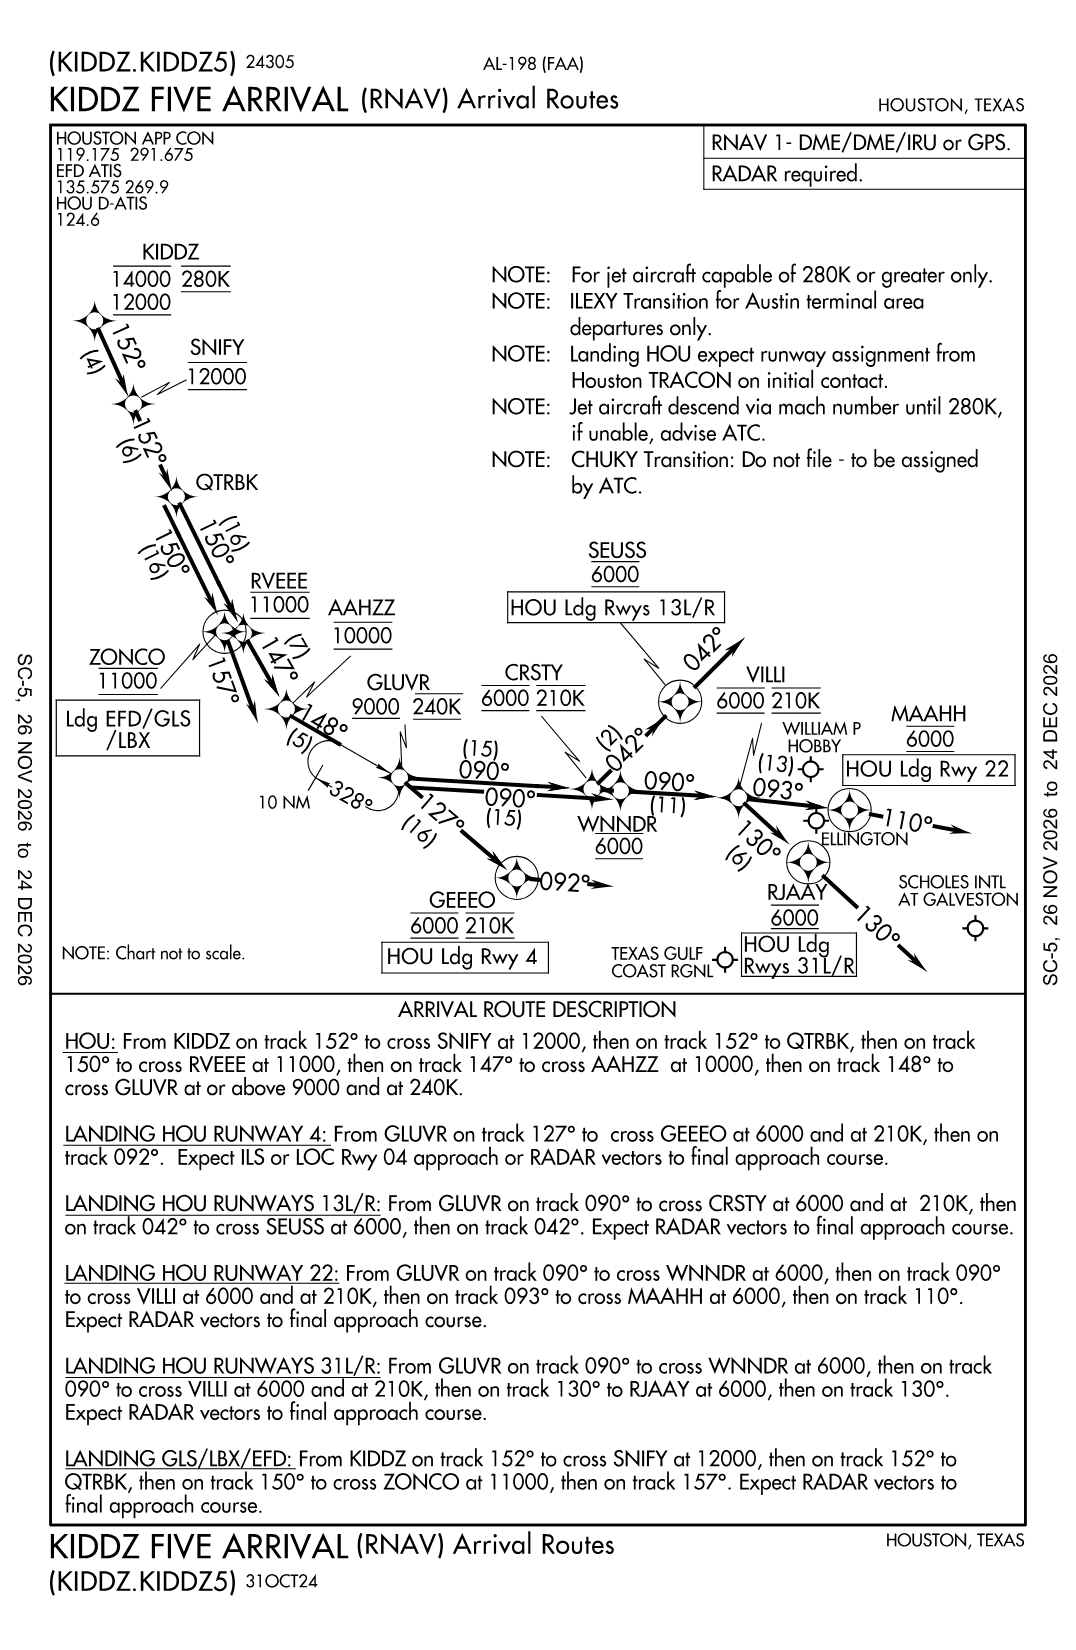 (KIDDZ.KIDDZ5) 24305
AL-198 (FAA)
KIDDZ FIVE ARRIVAL (RNAV) Arrival Routes
HOUSTON, TEXAS
HOUSTON APP CON
119.175 291.675
EFD ATIS
135.575 269.9
HOU D-ATIS
124.6
RNAV 1- DME/DME/IRU or GPS.
RADAR required.
NOTE: For jet aircraft capable of 280K or greater only.
NOTE: ILEXY Transition for Austin terminal area
departures only.
NOTE: Landing HOU expect runway assignment from
Houston TRACON on initial contact.
NOTE: Jet aircraft descend via mach number until 280K,
if unable, advise ATC.
NOTE: CHUKY Transition: Do not file - to be assigned
by ATC.
KIDDZ
14000 280K
12000
152°
(4)
SNIFY
12000
152°
(6)
QTRBK
(16)
150°
150°
(16)
RVEEE
11000
AAHZZ
10000
(7)
147°
ZONCO
11000
157°
Ldg EFD/GLS
/LBX
148°
(5)
10 NM
328°
GLUVR
9000 240K
(15)
090°
090°
(15)
127°
(16)
GEEEO
6000 210K
HOU Ldg Rwy 4
092°
CRSTY
6000 210K
SEUSS
6000
HOU Ldg Rwys 13L/R
042°
(2)
042°
WNNDR
6000
090°
(11)
VILLI
6000 210K
WILLIAM P
HOBBY
(13)
093°
MAAHH
6000
HOU Ldg Rwy 22
110°
ELLINGTON
130°
(6)
RJAAY
6000
HOU Ldg
Rwys 31L/R
130°
SCHOLES INTL
AT GALVESTON
TEXAS GULF
COAST RGNL
NOTE: Chart not to scale.
SC-5, 26 NOV 2026 to 24 DEC 2026
SC-5, 26 NOV 2026 to 24 DEC 2026
ARRIVAL ROUTE DESCRIPTION
HOU: From KIDDZ on track 152° to cross SNIFY at 12000, then on track 152° to QTRBK, then on track
150° to cross RVEEE at 11000, then on track 147° to cross AAHZZ at 10000, then on track 148° to
cross GLUVR at or above 9000 and at 240K.
LANDING HOU RUNWAY 4: From GLUVR on track 127° to cross GEEEO at 6000 and at 210K, then on
track 092°. Expect ILS or LOC Rwy 04 approach or RADAR vectors to final approach course.
LANDING HOU RUNWAYS 13L/R: From GLUVR on track 090° to cross CRSTY at 6000 and at 210K, then
on track 042° to cross SEUSS at 6000, then on track 042°. Expect RADAR vectors to final approach course.
LANDING HOU RUNWAY 22: From GLUVR on track 090° to cross WNNDR at 6000, then on track 090°
to cross VILLI at 6000 and at 210K, then on track 093° to cross MAAHH at 6000, then on track 110°.
Expect RADAR vectors to final approach course.
LANDING HOU RUNWAYS 31L/R: From GLUVR on track 090° to cross WNNDR at 6000, then on track
090° to cross VILLI at 6000 and at 210K, then on track 130° to RJAAY at 6000, then on track 130°.
Expect RADAR vectors to final approach course.
LANDING GLS/LBX/EFD: From KIDDZ on track 152° to cross SNIFY at 12000, then on track 152° to
QTRBK, then on track 150° to cross ZONCO at 11000, then on track 157°. Expect RADAR vectors to
final approach course.
KIDDZ FIVE ARRIVAL (RNAV) Arrival Routes
HOUSTON, TEXAS
(KIDDZ.KIDDZ5) 31OCT24